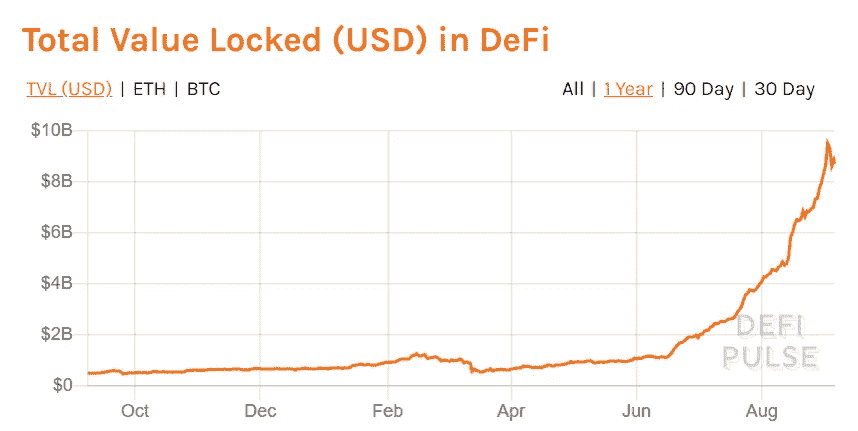 Total Value Locked (USD) in DeFi
TVL (USD) | ETH | BTC
All | 1 Year | 90 Day | 30 Day
$10B
$8B
$6B
$4B
$2B
$0
DEFI
PULSE
Oct
Dec
Feb
Apr
Jun
Aug